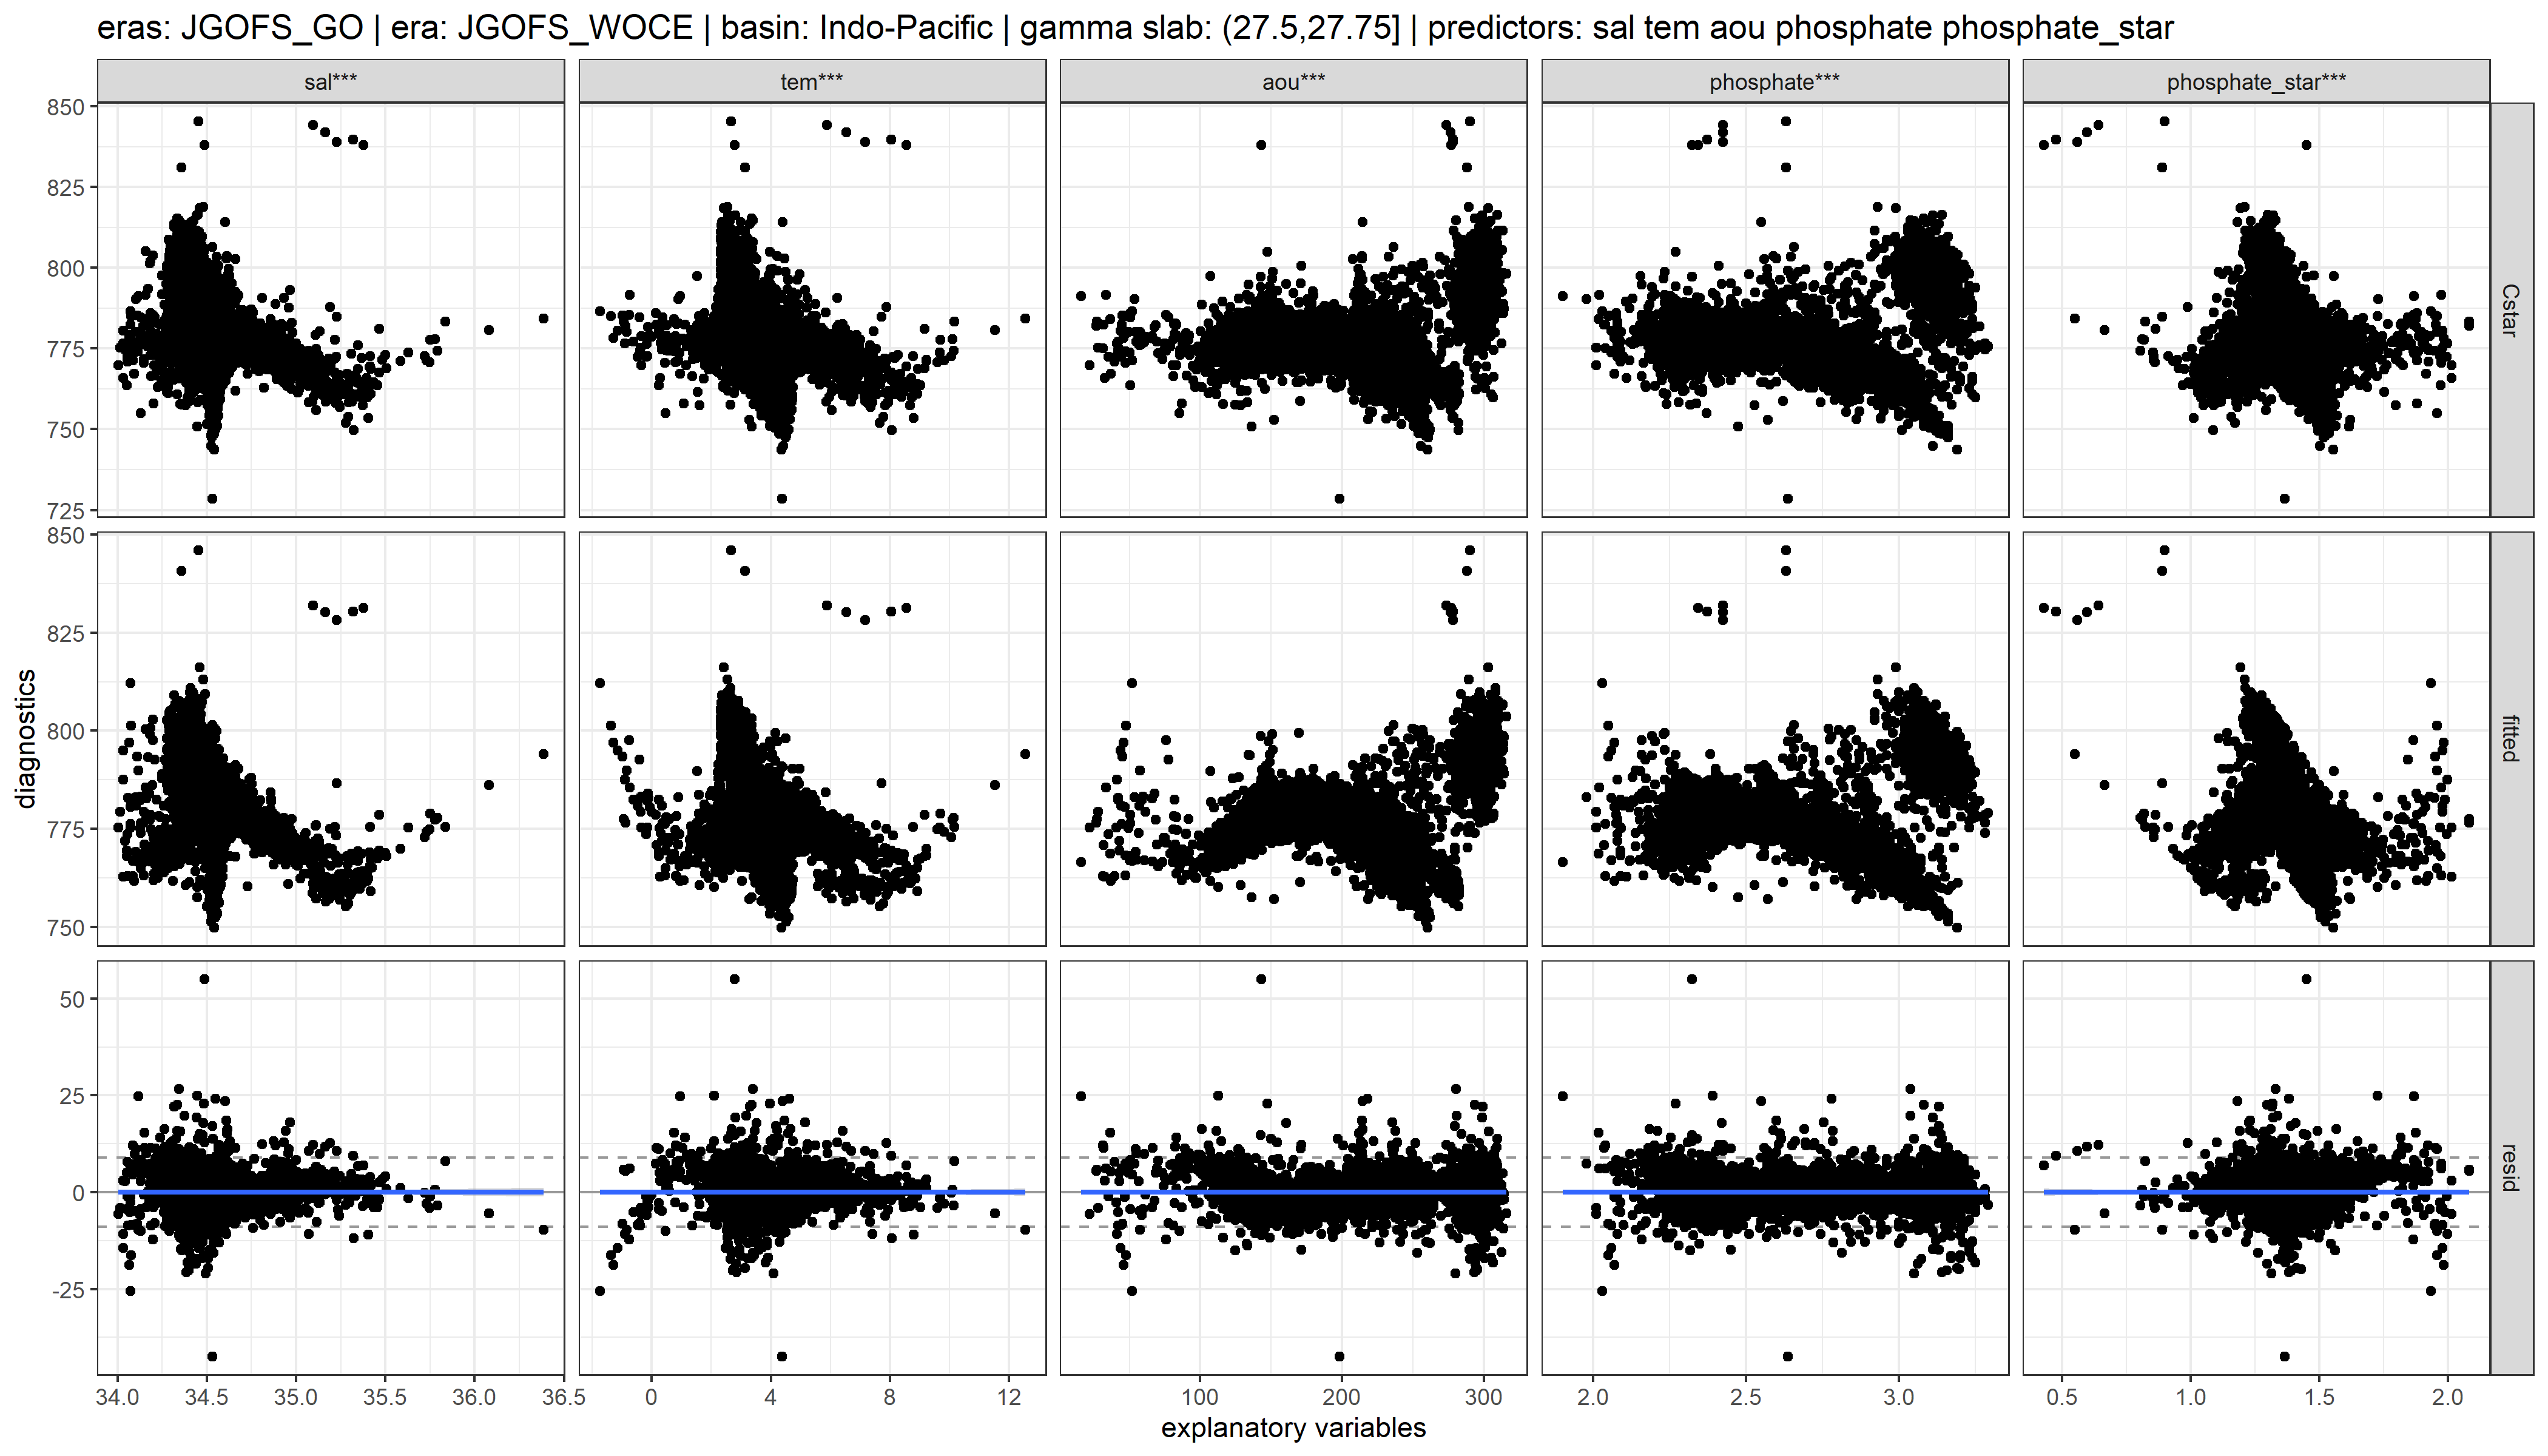 eras: JGOFS_GO | era: JGOFS_WOCE | basin: Indo-Pacific | gamma slab: (27.5,27.75] | predictors: sal tem aou phosphate phosphate_star
sal*** tem*** aou*** phosphate*** phosphate_star***
850
825
800
775
750
725
Cstar
850
825
800
775
750
fitted
diagnostics
50
25
0
-25
resid
34.0 34.5 35.0 35.5 36.0 36.5 0 4 8 12 100 200 300 2.0 2.5 3.0 0.5 1.0 1.5 2.0
explanatory variables